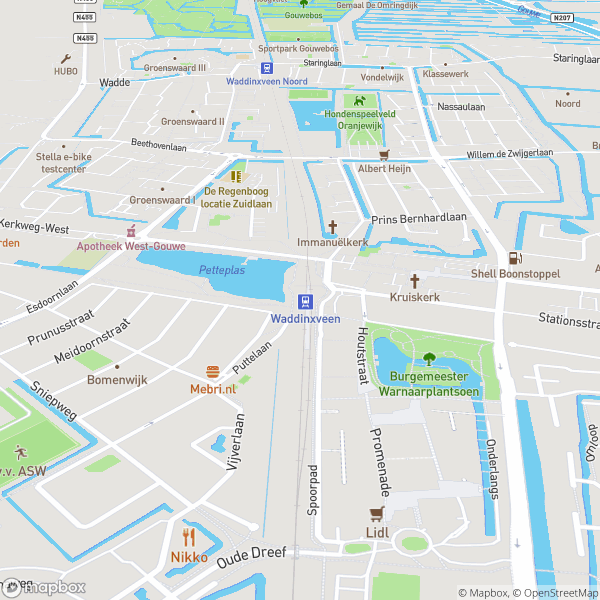 Gemaal De Omringdijk
N455
Gouwebos
Gouwe
N207
N455
Sportpark Gouwebos
Staringlaan
HUBO
Groenswaard III
Waddinxveen Noord
Vondelwijk
Klassewerk
Staringlaan
Wadde
Noord
Hondenspeelveld
Oranjewijk
Nassaulaan
Groenswaard II
Beethovenlaan
Stella e-bike
testcenter
Albert Heijn
Willem de Zwijgerlaan
De Regenboog
locatie Zuidlaan
Groenswaard I
Prins Bernhardlaan
Kerkweg-West
Immanuëlkerk
Apotheek West-Gouwe
Petteplas
Shell Boonstoppel
Kruiskerk
Esdoornlaan
Waddinxveen
Stationsstra
Prunusstraat
Meidoornstraat
Puttelaan
Houtstraat
Bomenwijk
Mebri.nl
Burgemeester
Warnaarplantsoen
Sniepweg
Vijverlaan
Promenade
Onderlangs
v.v. ASW
Spoorpad
Lidl
Nikko
Oude Dreef
mapbox
© Mapbox, © OpenStreetMap